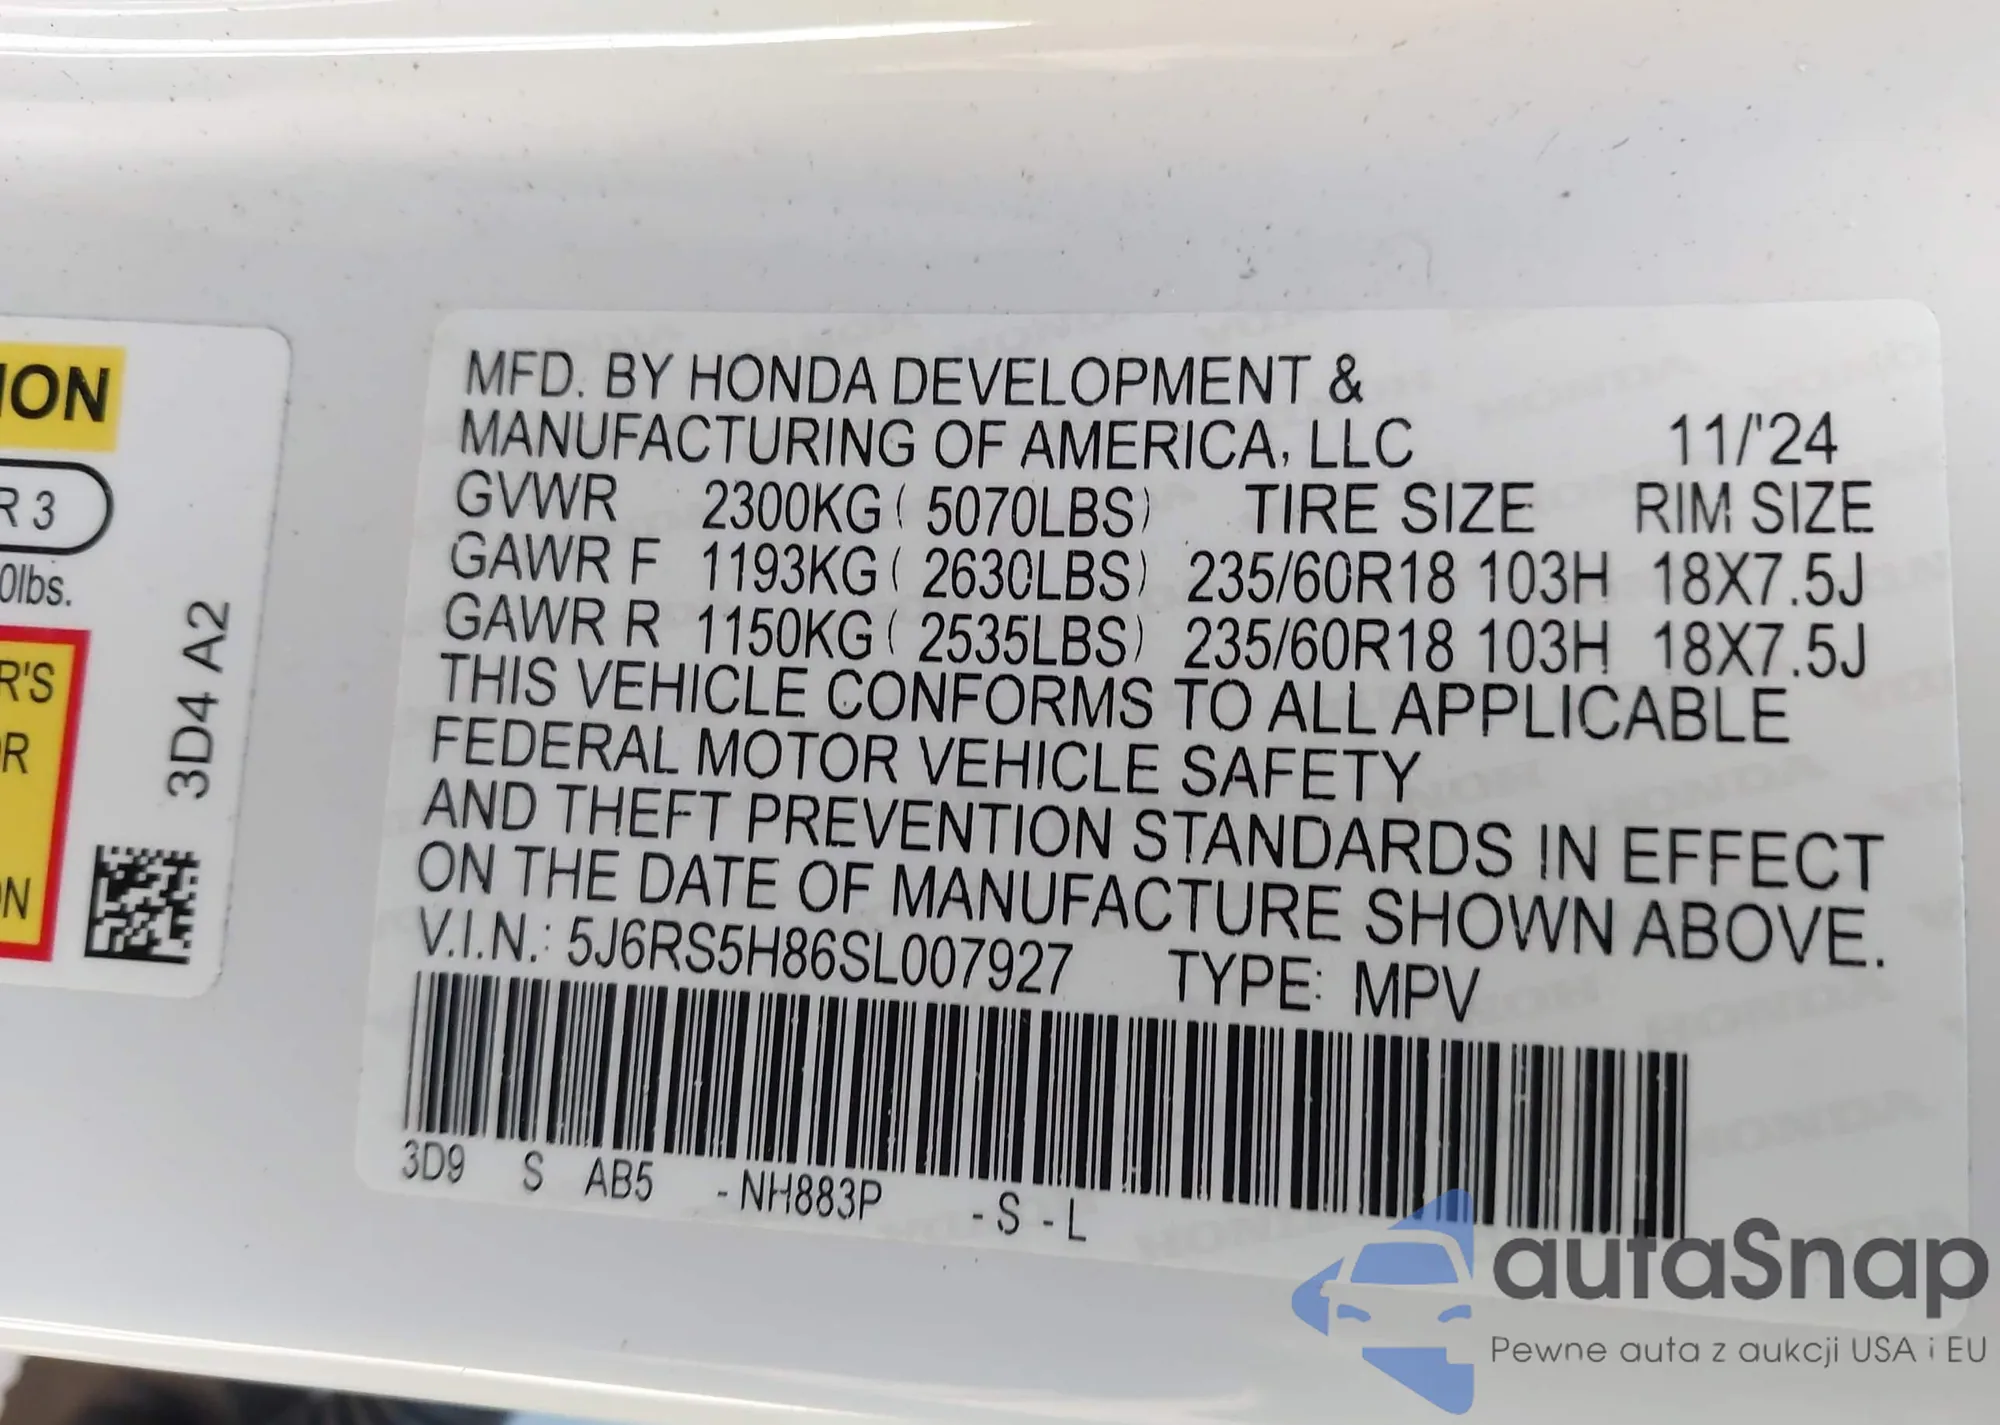 ION
R 3
0lbs.
R'S
OR
ON
3D4 A2
MFD. BY HONDA DEVELOPMENT &
MANUFACTURING OF AMERICA, LLC 11/'24
GVWR 2300KG ( 5070LBS) TIRE SIZE RIM SIZE
GAWR F 1193KG ( 2630LBS) 235/60R18 103H 18X7.5J
GAWR R 1150KG ( 2535LBS) 235/60R18 103H 18X7.5J
THIS VEHICLE CONFORMS TO ALL APPLICABLE
FEDERAL MOTOR VEHICLE SAFETY
AND THEFT PREVENTION STANDARDS IN EFFECT
ON THE DATE OF MANUFACTURE SHOWN ABOVE.
V.I.N.: 5J6RS5H86SL007927 TYPE: MPV
3D9 S AB5 -NH883P -S -L
autaSnap
Pewne auta z aukcji USA i EU